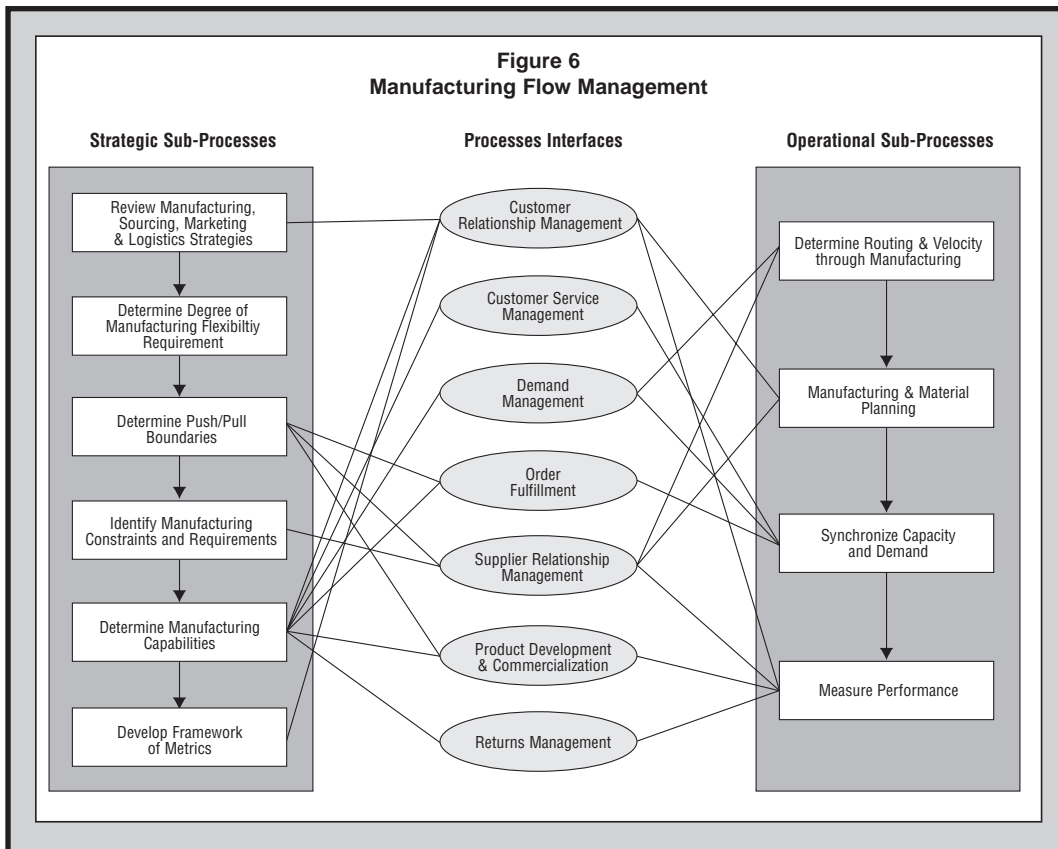 Figure 6
Manufacturing Flow Management
Strategic Sub-Processes
Processes Interfaces
Operational Sub-Processes
Review Manufacturing,
Sourcing, Marketing
& Logistics Strategies
Determine Degree of
Manufacturing Flexibiltiy
Requirement
Determine Push/Pull
Boundaries
Identify Manufacturing
Constraints and Requirements
Determine Manufacturing
Capabilities
Develop Framework
of Metrics
Customer
Relationship Management
Customer Service
Management
Demand
Management
Order
Fulfillment
Supplier Relationship
Management
Product Development
& Commercialization
Returns Management
Determine Routing & Velocity
through Manufacturing
Manufacturing & Material
Planning
Synchronize Capacity
and Demand
Measure Performance